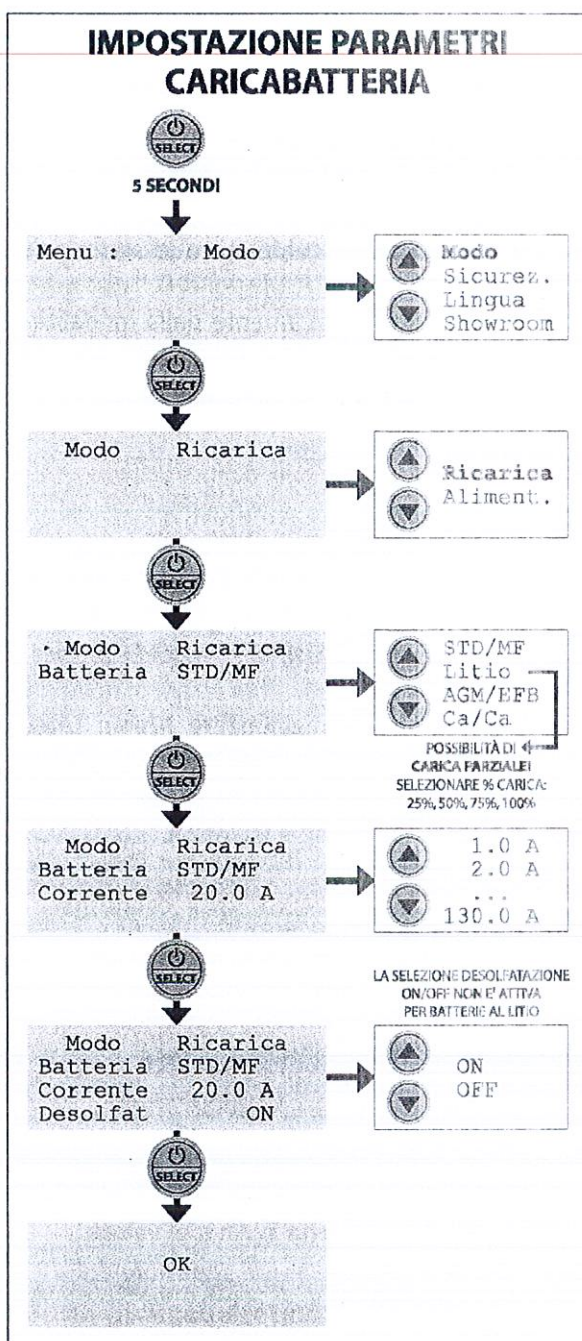 IMPOSTAZIONE PARAMETRI
CARICABATTERIA
SELECT
5 SECONDI
Menu : Modo
Modo
Sicurez.
Lingua
Showroom
SELECT
Modo Ricarica
Ricarica
Aliment.
SELECT
Modo Ricarica
Batteria STD/MF
STD/MF
Litio
AGM/EFB
Ca/Ca
POSSIBILITÀ DI
CARICA PARZIALE!
SELEZIONARE % CARICA:
25%, 50%, 75%, 100%
SELECT
Modo Ricarica
Batteria STD/MF
Corrente 20.0 A
1.0 A
2.0 A
...
130.0 A
SELECT
LA SELEZIONE DESOLFATAZIONE
ON/OFF NON E' ATTIVA
PER BATTERIE AL LITIO
Modo Ricarica
Batteria STD/MF
Corrente 20.0 A
Desolfat ON
ON
OFF
SELECT
OK